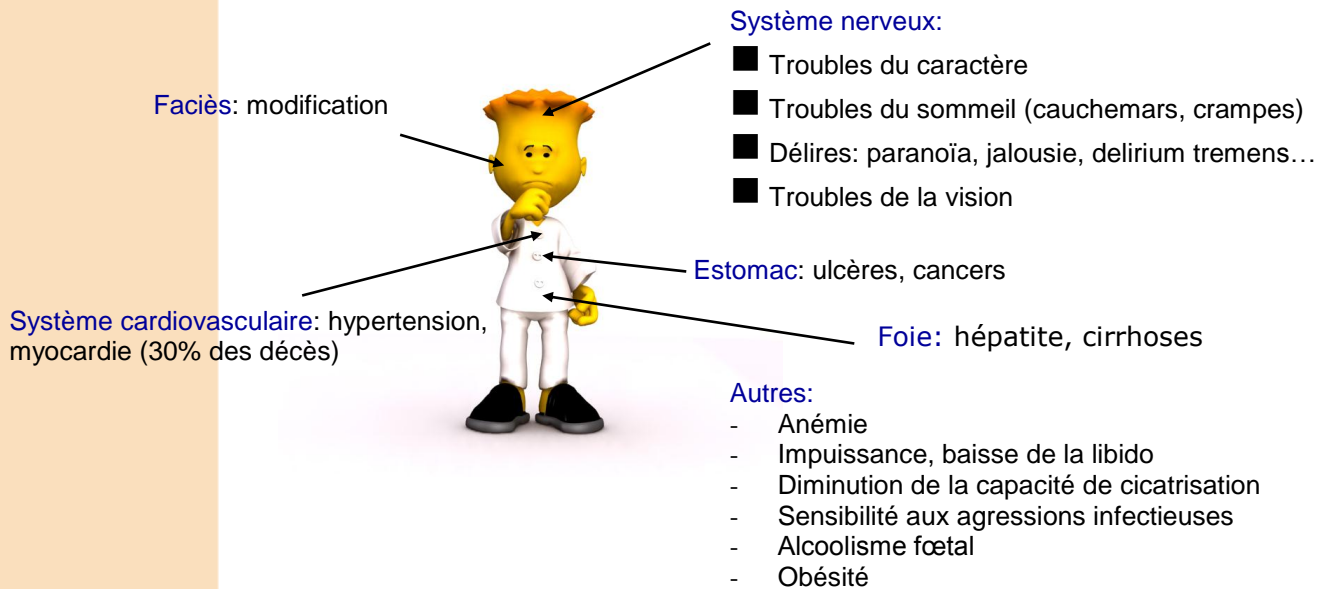 Système nerveux:
■ Troubles du caractère
■ Troubles du sommeil (cauchemars, crampes)
■ Délires: paranoïa, jalousie, delirium tremens…
■ Troubles de la vision
Faciès: modification
Estomac: ulcères, cancers
Système cardiovasculaire: hypertension,
myocardie (30% des décès)
Foie: hépatite, cirrhoses
Autres:
- Anémie
- Impuissance, baisse de la libido
- Diminution de la capacité de cicatrisation
- Sensibilité aux agressions infectieuses
- Alcoolisme fœtal
- Obésité